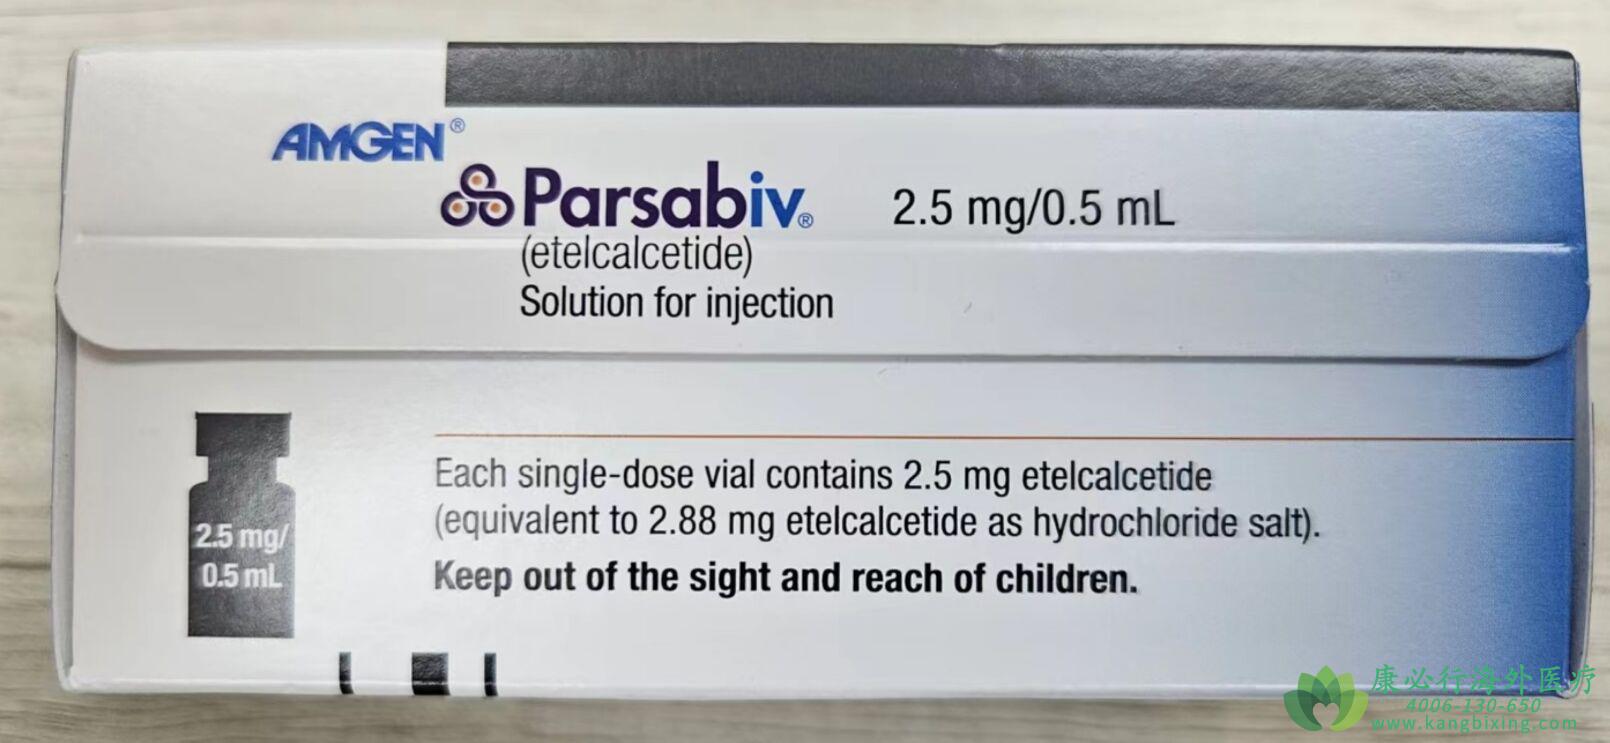 AMGEN®
Parsabiv® 2.5 mg/0.5 mL
(etelcalcetide)
Solution for injection
2.5 mg/
0.5 mL
Each single-dose vial contains 2.5 mg etelcalcetide
(equivalent to 2.88 mg etelcalcetide as hydrochloride salt).
Keep out of the sight and reach of children.
康必行海外医疗
4006-130-650
www.kangbixing.com